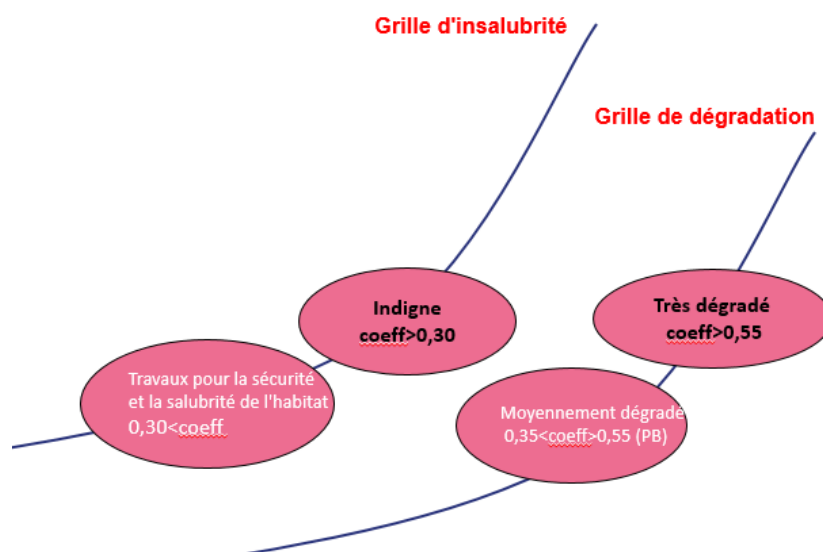 Grille d'insalubrité
Grille de dégradation
Indigne
coeff>0,30
Très dégradé
coeff>0,55
Travaux pour la sécurité
et la salubrité de l'habitat
0,30<coeff
Moyennement dégradé
0,35<coeff>0,55 (PB)